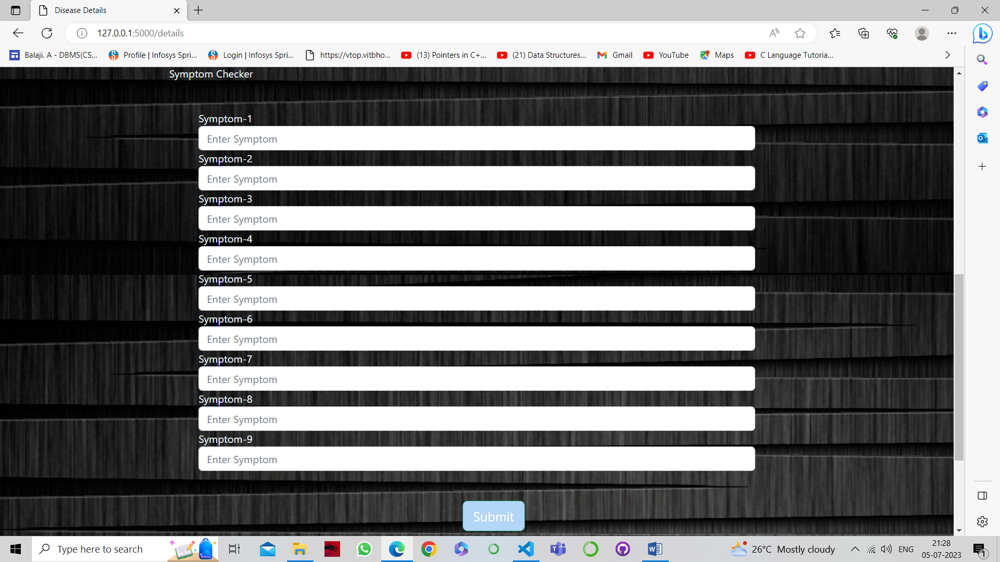 Disease Details
127.0.0.1:5000/details
Balaji. A - DBMS(CS...
Profile | Infosys Spri...
Login | Infosys Spri...
https://vtop.vitbho...
(13) Pointers in C+...
(21) Data Structures...
Gmail
YouTube
Maps
C Language Tutoria...
Symptom Checker
Symptom-1
Enter Symptom
Symptom-2
Enter Symptom
Symptom-3
Enter Symptom
Symptom-4
Enter Symptom
Symptom-5
Enter Symptom
Symptom-6
Enter Symptom
Symptom-7
Enter Symptom
Symptom-8
Enter Symptom
Symptom-9
Enter Symptom
Submit
Type here to search
26°C Mostly cloudy
ENG
21:28
05-07-2023
1